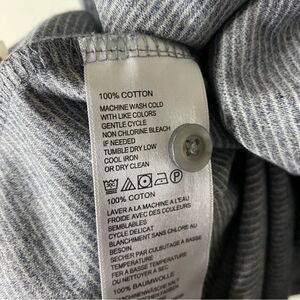 100% COTTON
MACHINE WASH COLD
WITH LIKE COLORS
GENTLE CYCLE
NON CHLORINE BLEACH
IF NEEDED
TUMBLE DRY LOW
COOL IRON
OR DRY CLEAN
100% COTON
LAVER A LA MACHINE A L'EAU
FROIDE AVEC DES COULEURS
SEMBLABLES
CYCLE DELICAT
BLANCHIMENT SANS CHLORE AU
BESOIN.
SECHER PAR CULBUTAGE A BASSE
TEMPERATURE
FER A BASSE TEMPERATURE
OU NETTOYER A SEC
100% BAUMWOLLE